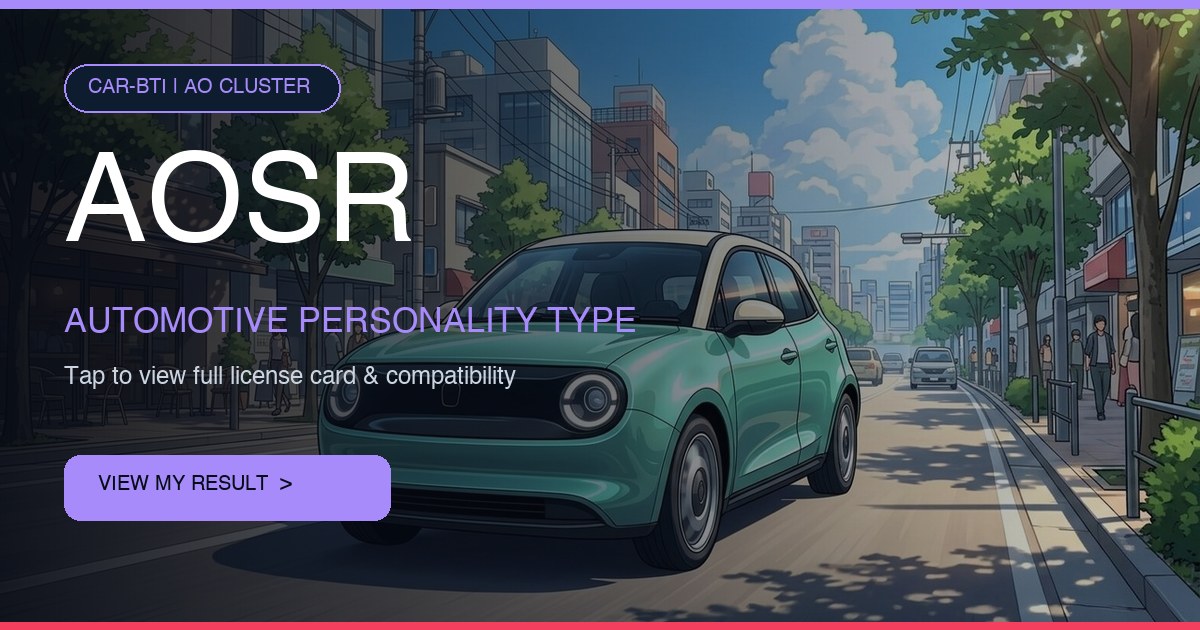 CAR-BTI | AO CLUSTER
AOSR
AUTOMOTIVE PERSONALITY TYPE
Tap to view full license card & compatibility
VIEW MY RESULT >